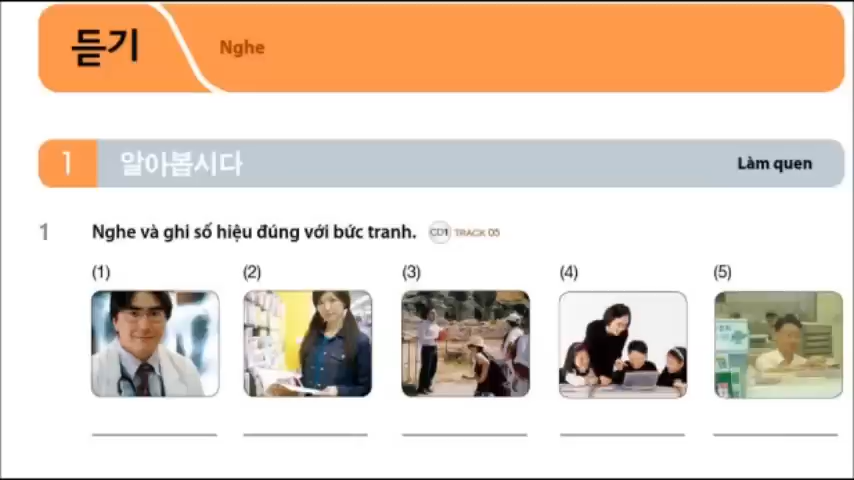 듣기
Nghe
1 알아봅시다
Làm quen
1 Nghe và ghi số hiệu đúng với bức tranh. CD1 TRACK 05
(1) (2) (3) (4) (5)